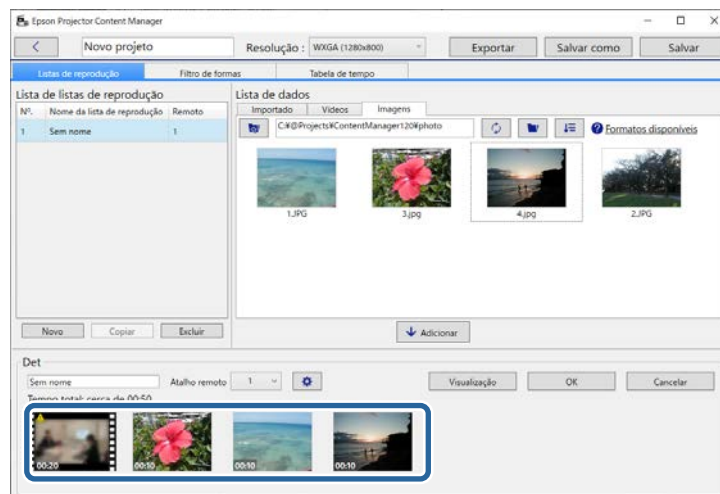 Epson Projector Content Manager
Novo projeto Resolução : WXGA (1280x800) Exportar Salvar como Salvar
Listas de reprodução Filtro de formas Tabela de tempo
Lista de listas de reprodução Lista de dados
Nº. Nome da lista de reprodução Remoto Importado Vídeos Imagens
1 Sem nome 1 C:¥@Projects¥ContentManager120¥photo Formatos disponíveis
1.JPG 3.jpg 4.jpg 2.JPG
Novo Copiar Excluir Adicionar
Det
Sem nome Atalho remoto 1 Visualização OK Cancelar
Tempo total: cerca de 00:50
00:20 00:10 00:10 00:10